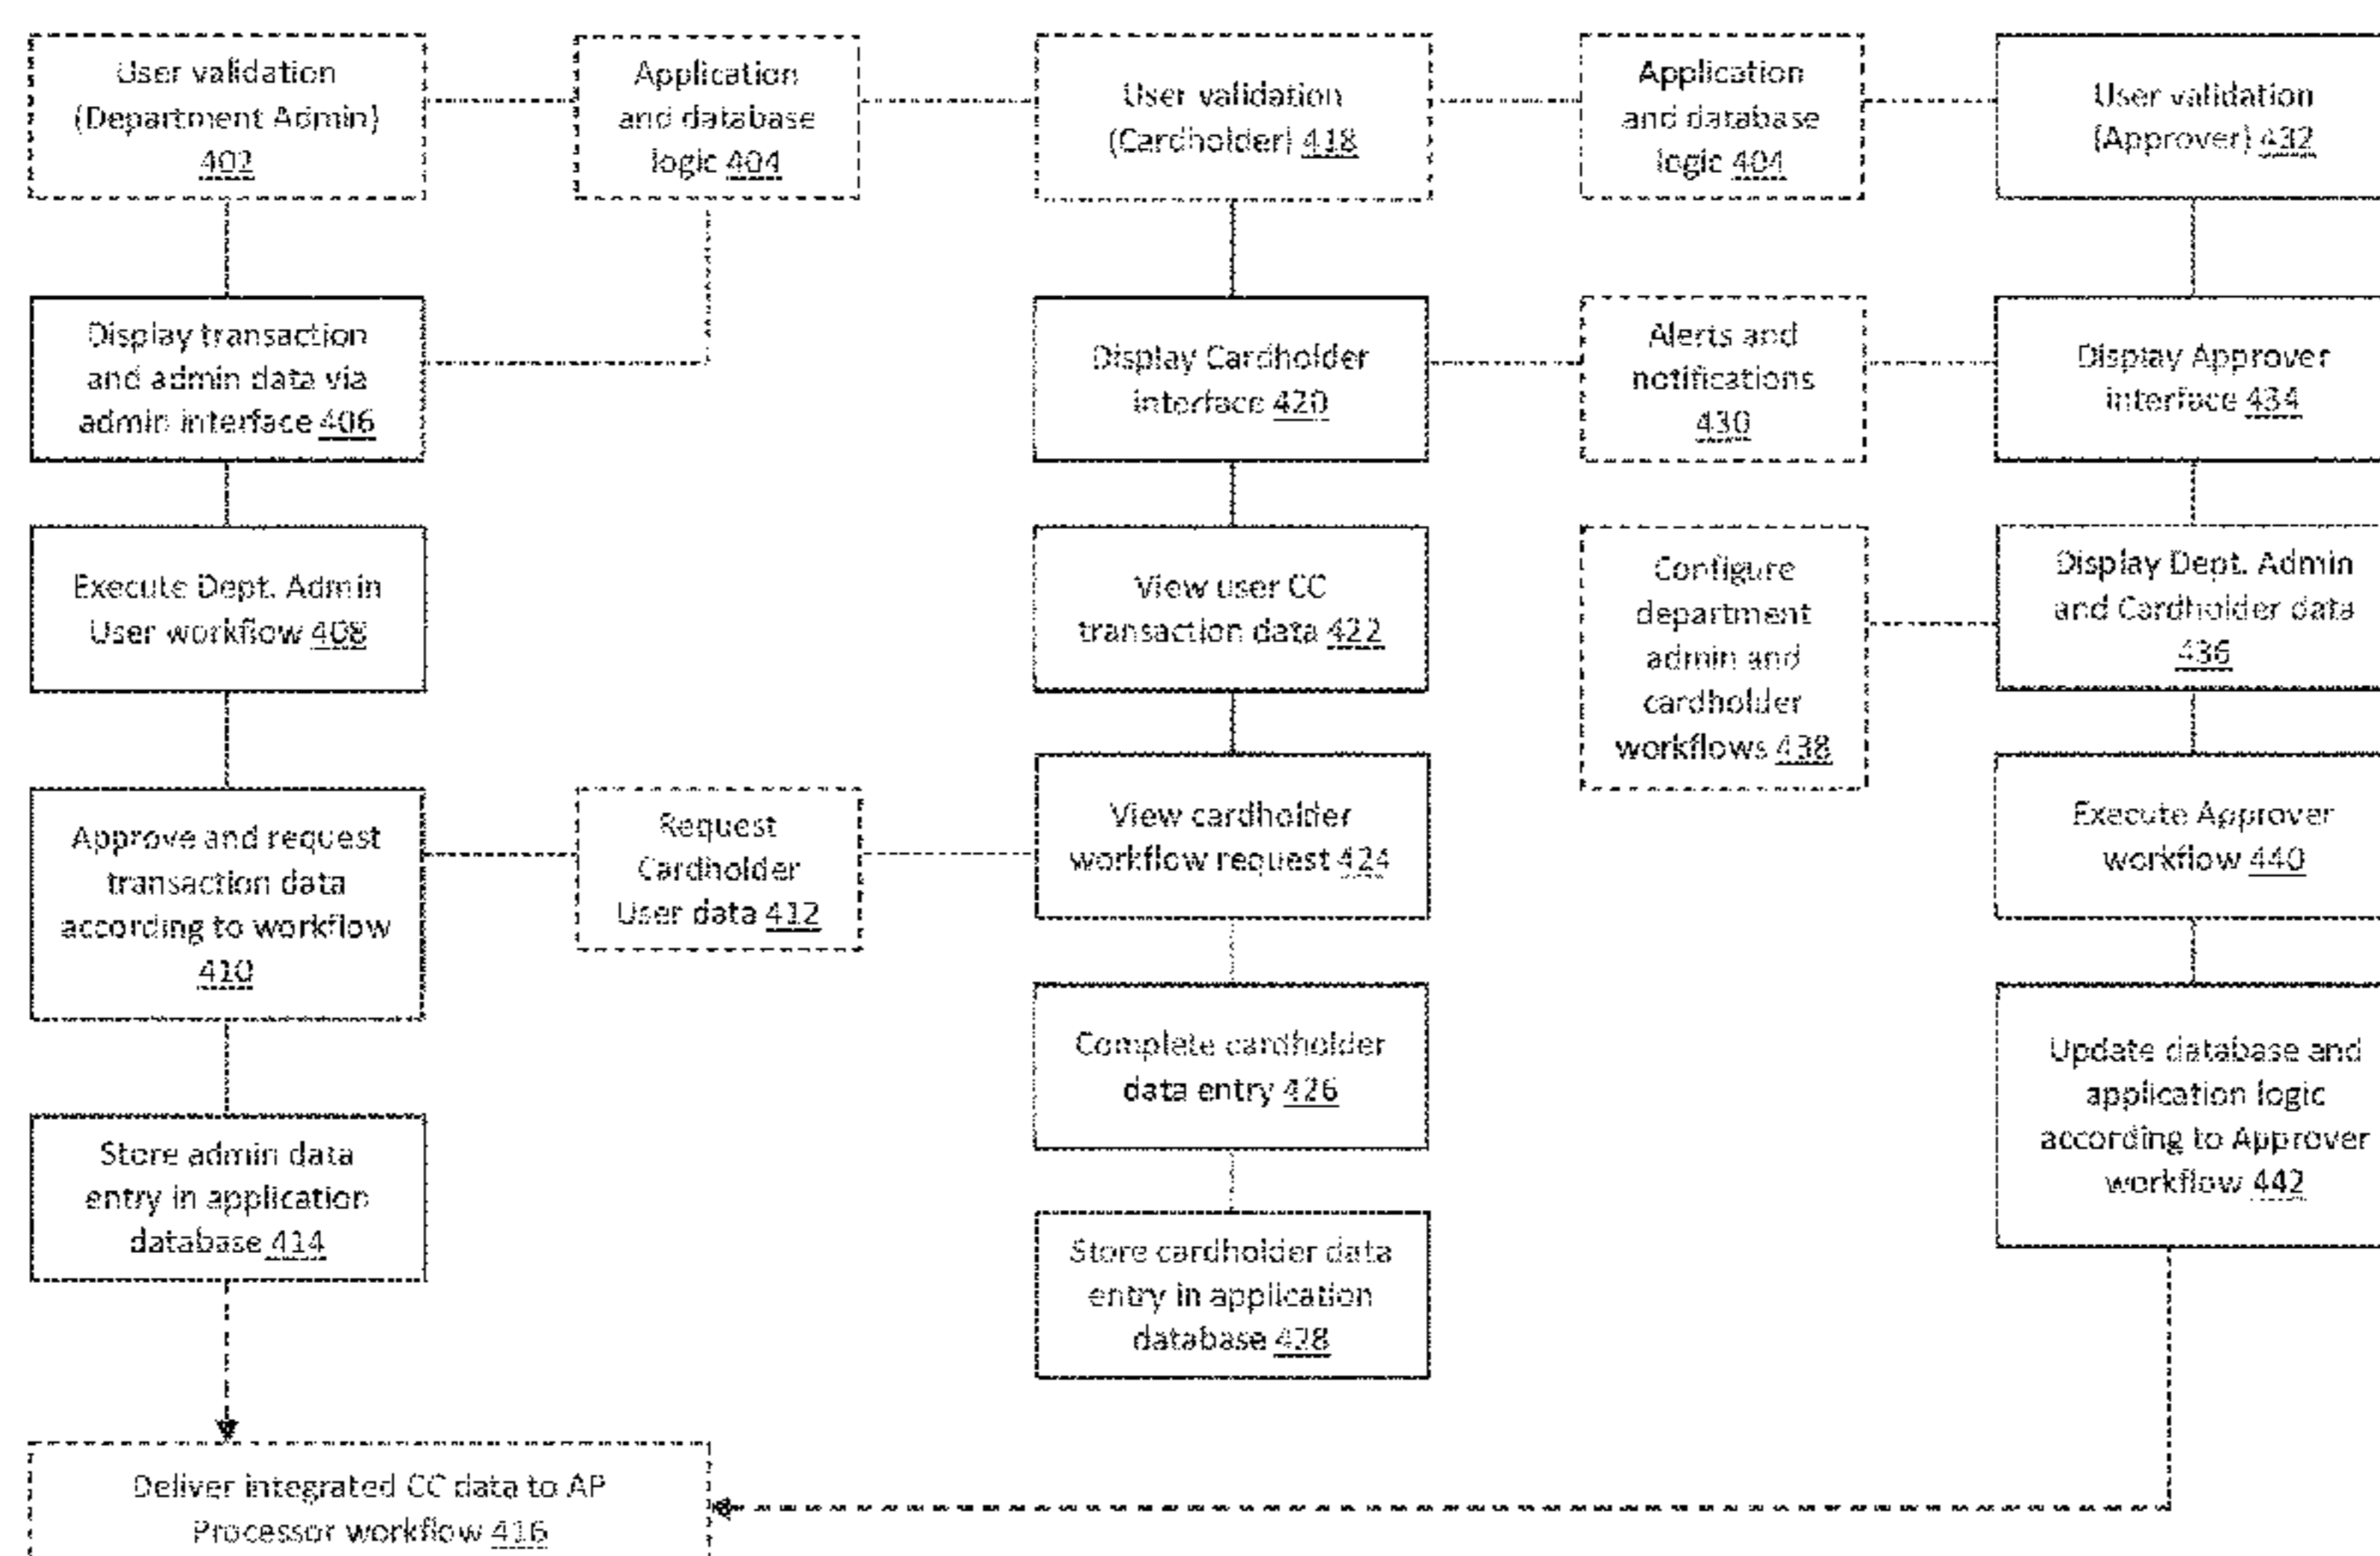 User validation
(Department Admin)
402
Application
and database
logic 404
User validation
(Cardholder) 418
Application
and database
logic 404
User validation
(Approver) 432
Display transaction
and admin data via
admin interface 406
Display Cardholder
interface 420
Alerts and
notifications
430
Display Approver
interface 434
Execute Dept. Admin
User workflow 408
View user CC
transaction data 422
Configure
department
admin and
cardholder
workflows 438
Display Dept. Admin
and Cardholder data
436
Approve and request
transaction data
according to workflow
410
Request
Cardholder
User data 412
View cardholder
workflow request 424
Execute Approver
workflow 440
Complete cardholder
data entry 426
Update database and
application logic
according to Approver
workflow 442
Store admin data
entry in application
database 414
Store cardholder data
entry in application
database 428
Deliver integrated CC data to AP
Processor workflow 416